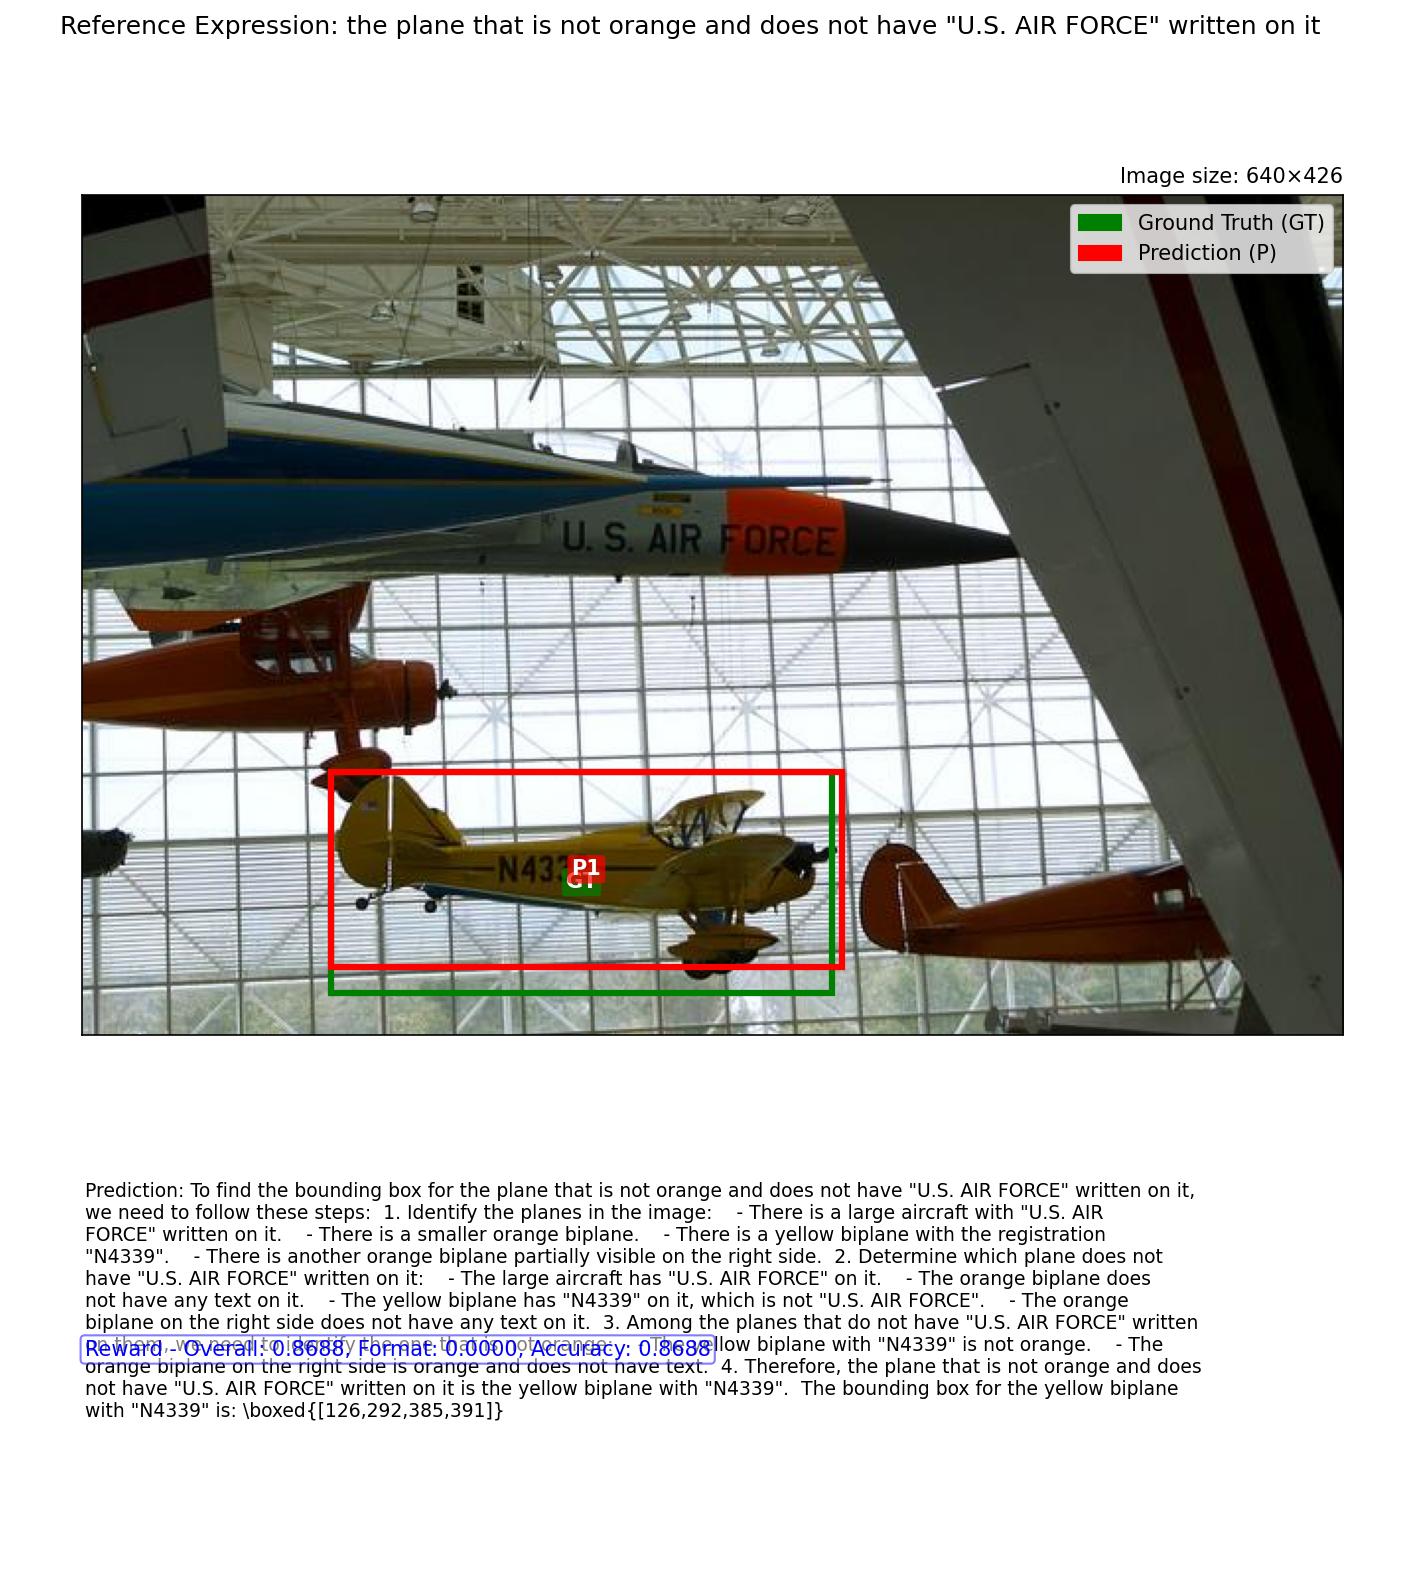 Reference Expression: the plane that is not orange and does not have "U.S. AIR FORCE" written on it
Image size: 640×426
Ground Truth (GT)
Prediction (P)
U. S. AIR FORCE
N433
P1
GT
Prediction: To find the bounding box for the plane that is not orange and does not have "U.S. AIR FORCE" written on it,
we need to follow these steps:  1. Identify the planes in the image:    - There is a large aircraft with "U.S. AIR
FORCE" written on it.    - There is a smaller orange biplane.    - There is a yellow biplane with the registration
"N4339".    - There is another orange biplane partially visible on the right side.  2. Determine which plane does not
have "U.S. AIR FORCE" written on it:    - The large aircraft has "U.S. AIR FORCE" on it.    - The orange biplane does
not have any text on it.    - The yellow biplane has "N4339" on it, which is not "U.S. AIR FORCE".    - The orange
biplane on the right side does not have any text on it.  3. Among the planes that do not have "U.S. AIR FORCE" written
on them, we need to identify the one that is not orange:    - The yellow biplane with "N4339" is not orange.    - The
Reward - Overall: 0.8688, Format: 0.0000, Accuracy: 0.8688
orange biplane on the right side is orange and does not have text.  4. Therefore, the plane that is not orange and does
not have "U.S. AIR FORCE" written on it is the yellow biplane with "N4339".  The bounding box for the yellow biplane
with "N4339" is: \boxed{[126,292,385,391]}